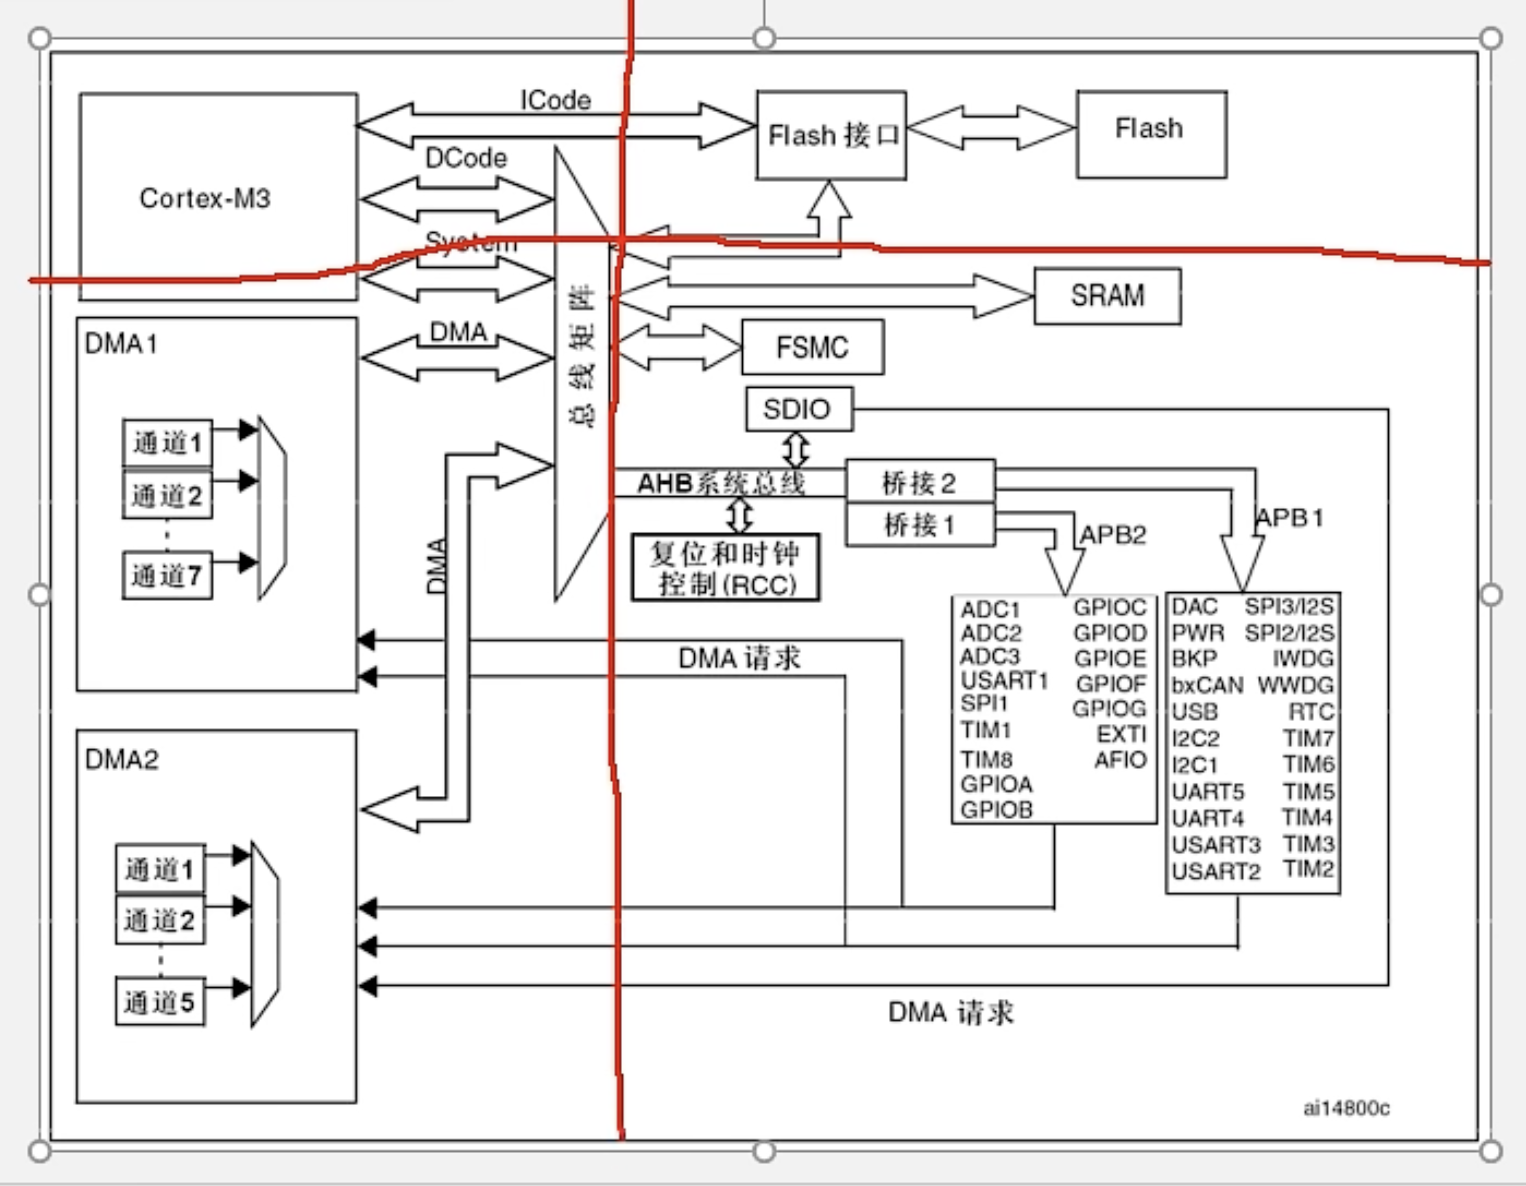 ICode
Flash 接口
Flash
DCode
Cortex-M3
System
总线矩阵
SRAM
DMA1
DMA
FSMC
SDIO
通道1
通道2
通道7
AHB系统总线
桥接2
桥接1
APB2
APB1
复位和时钟
控制(RCC)
DMA
ADC1 GPIOC
ADC2 GPIOD
ADC3 GPIOE
USART1 GPIOF
SPI1 GPIOG
TIM1 EXTI
TIM8 AFIO
GPIOA
GPIOB
DAC SPI3/I2S
PWR SPI2/I2S
BKP IWDG
bxCAN WWDG
USB RTC
I2C2 TIM7
I2C1 TIM6
UART5 TIM5
UART4 TIM4
USART3 TIM3
USART2 TIM2
DMA 请求
DMA2
通道1
通道2
通道5
DMA 请求
ai14800c